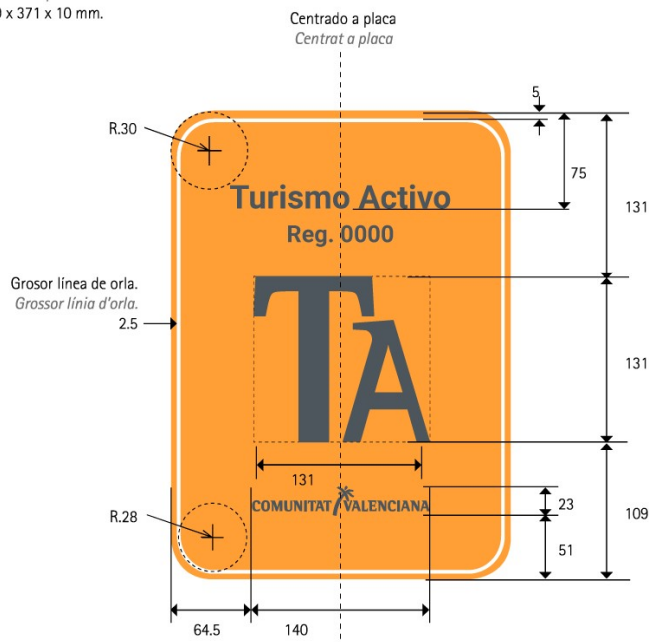 x 371 x 10 mm.
Centrado a placa
Centrat a placa
5
R.30
75
Turismo Activo
131
Reg. 0000
Grosor línea de orla.
Grossor línia d'orla.
2.5
TA
131
131
COMUNITAT VALENCIANA
23
R.28
109
51
64.5
140